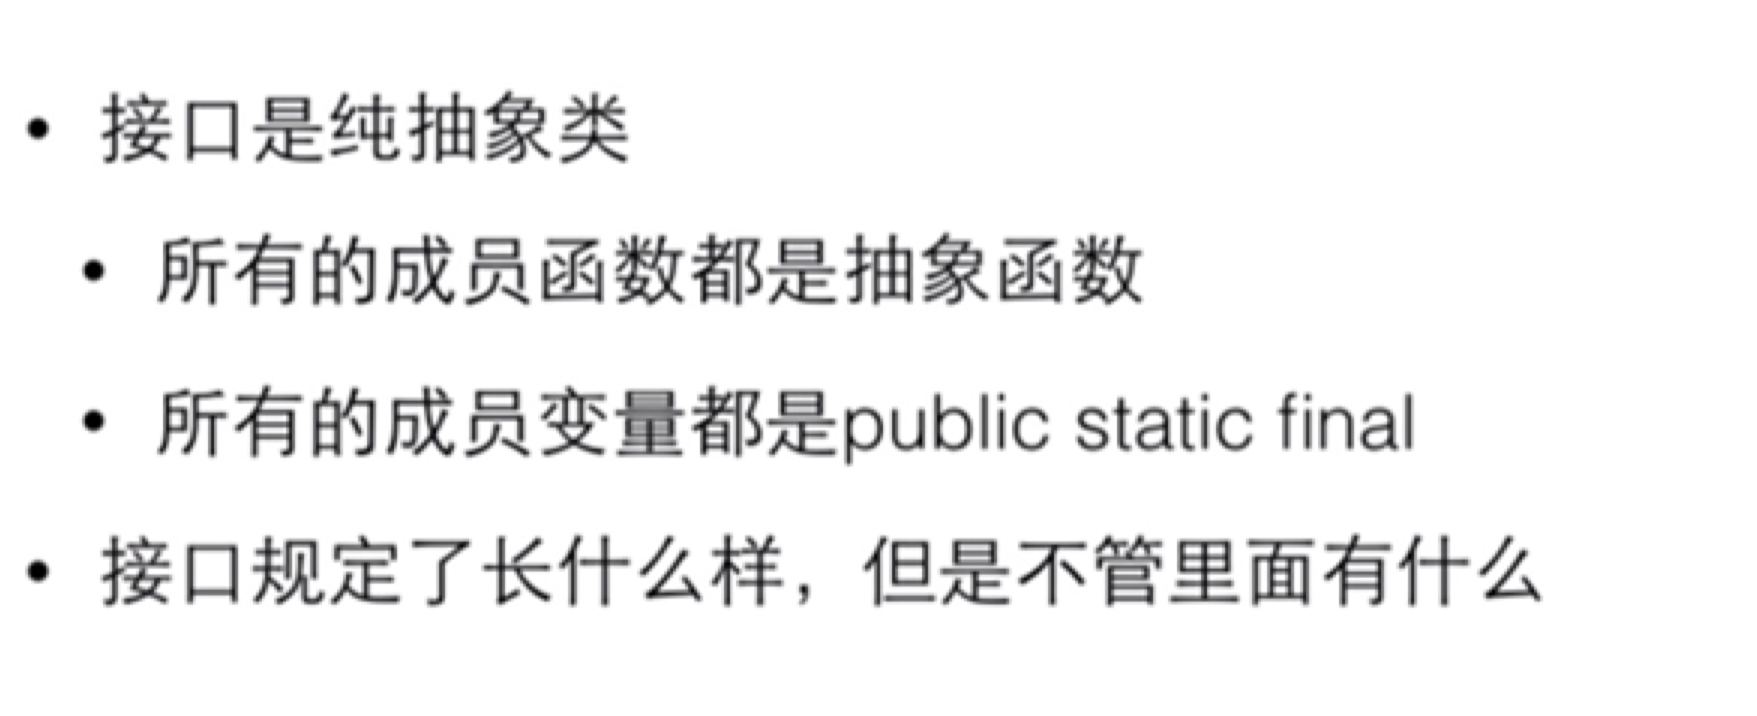 • 接口是纯抽象类
• 所有的成员函数都是抽象函数
• 所有的成员变量都是public static final
• 接口规定了长什么样，但是不管里面有什么